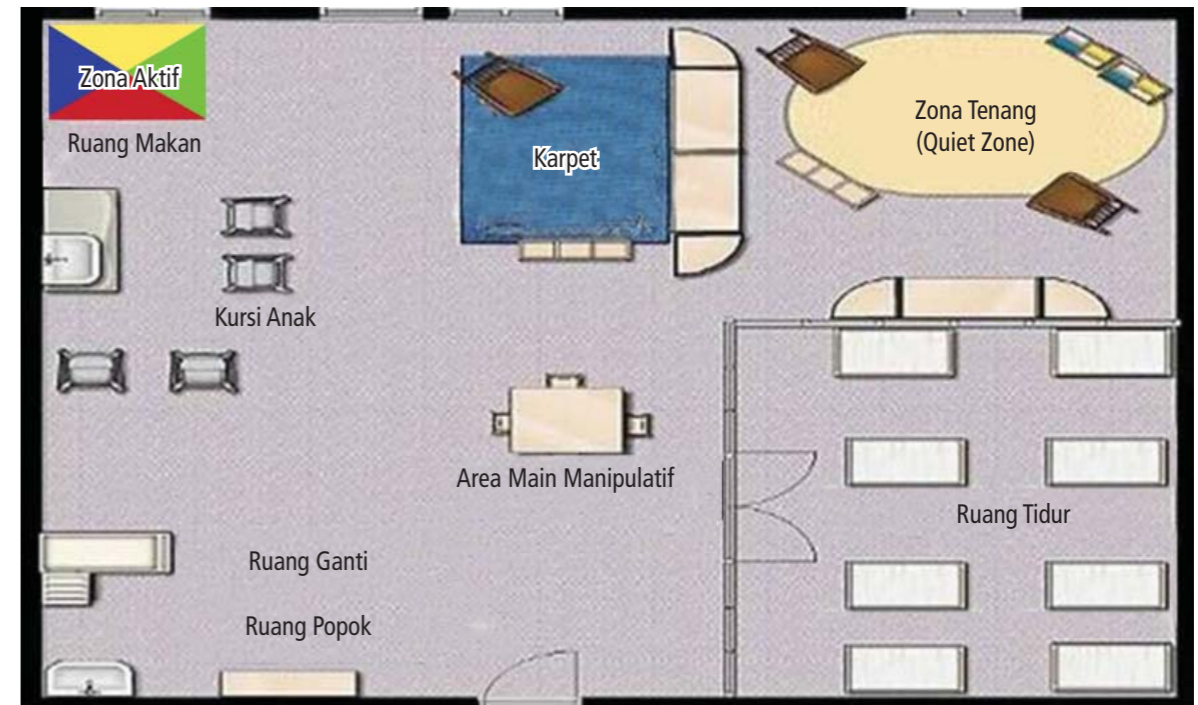 Zona Aktif
Ruang Makan
Karpet
Zona Tenang
(Quiet Zone)
Kursi Anak
Area Main Manipulatif
Ruang Tidur
Ruang Ganti
Ruang Popok